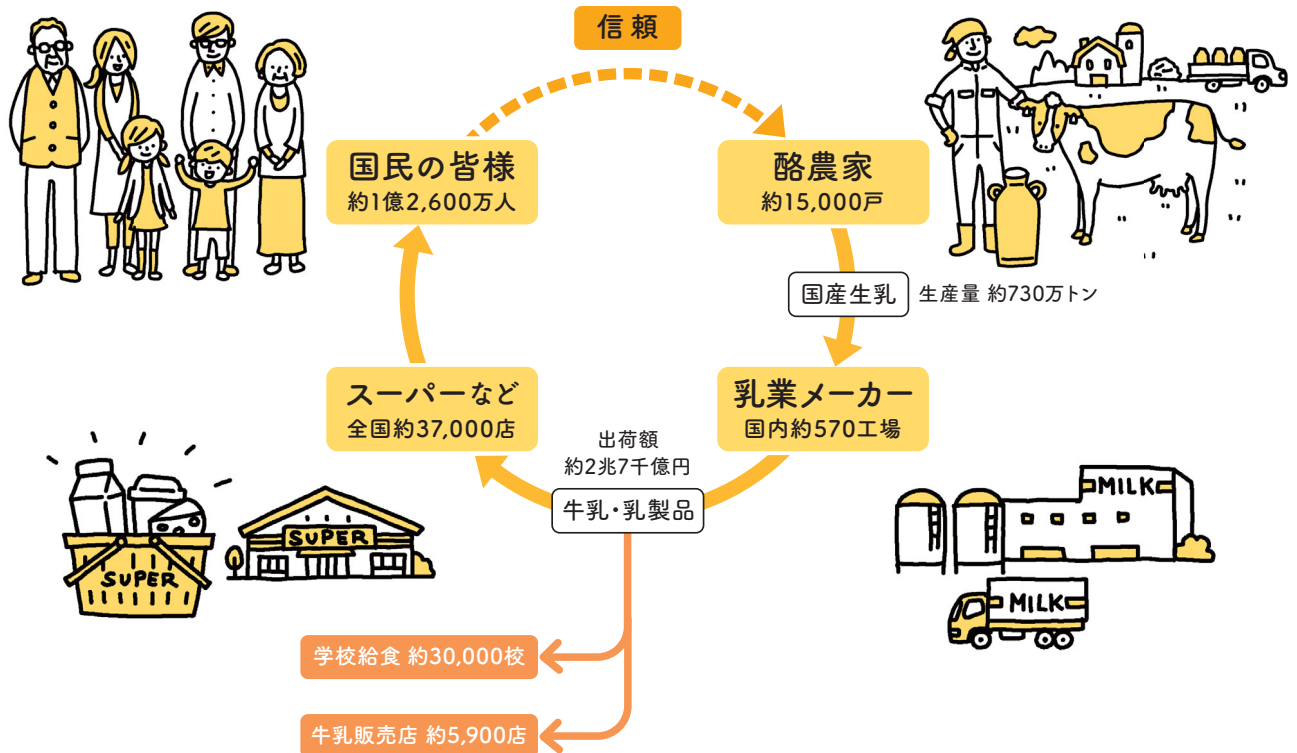 信頼
国民の皆様
約1億2,600万人
酪農家
約15,000戸
国産生乳
生産量 約730万トン
スーパーなど
全国約37,000店
乳業メーカー
国内約570工場
出荷額
約2兆7千億円
牛乳・乳製品
MILK
SUPER
SUPER
MILK
学校給食 約30,000校
牛乳販売店 約5,900店